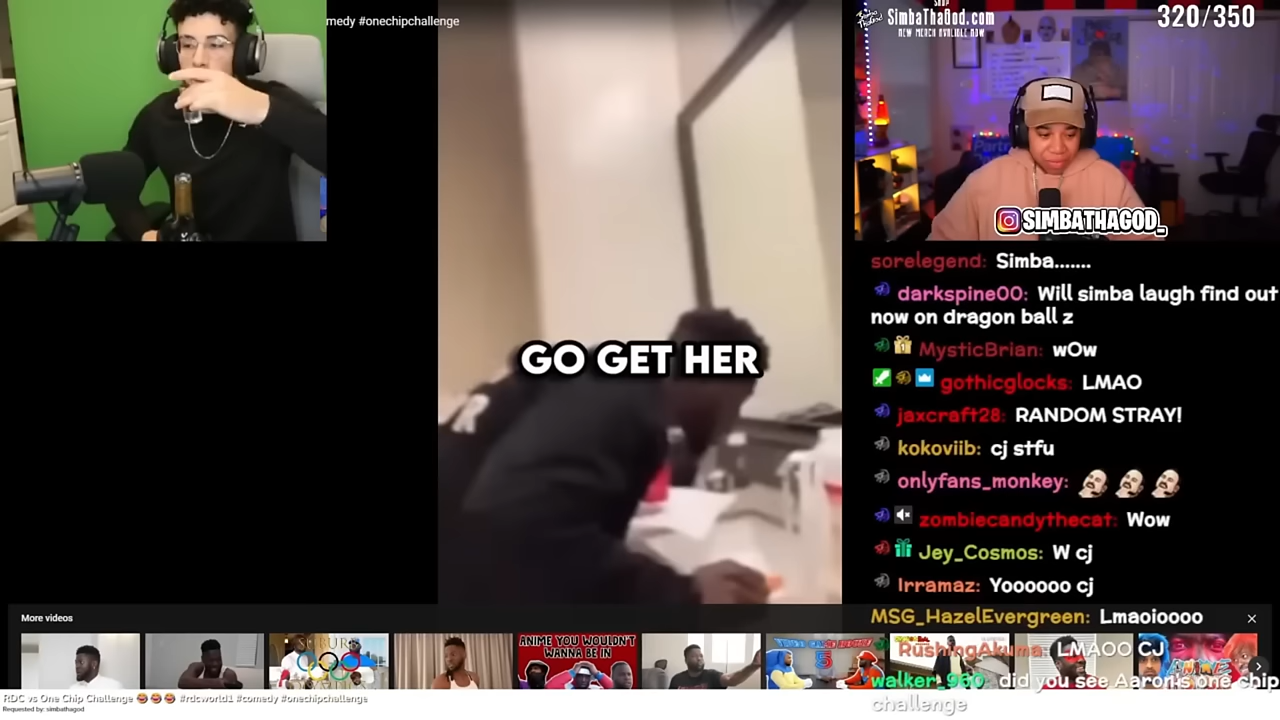 medy #onechipchallenge
SHOP
SimbaThaGod.com
NEW MERCH AVAILABLE NOW
320/350
SIMBATHAGOD_
GO GET HER
sorelegend: Simba.......
darkspine00: Will simba laugh find out
now on dragon ball z
MysticBrian: wOw
gothicglocks: LMAO
jaxcraft28: RANDOM STRAY!
kokoviib: cj stfu
onlyfans_monkey:
zombiecandythecat: Wow
Jey_Cosmos: W cj
Irramaz: Yoooooo cj
MSG_HazelEvergreen: Lmaoioooo
RushingAkuma: LMAOO CJ
walker_960: did you see Aaron's one chip
challenge
More videos
ANIME YOU WOULDN'T
WANNA BE IN
ANIME
RDC vs One Chip Challenge #rdcworld1 #comedy #onechipchallenge
Requested by: simbathagod